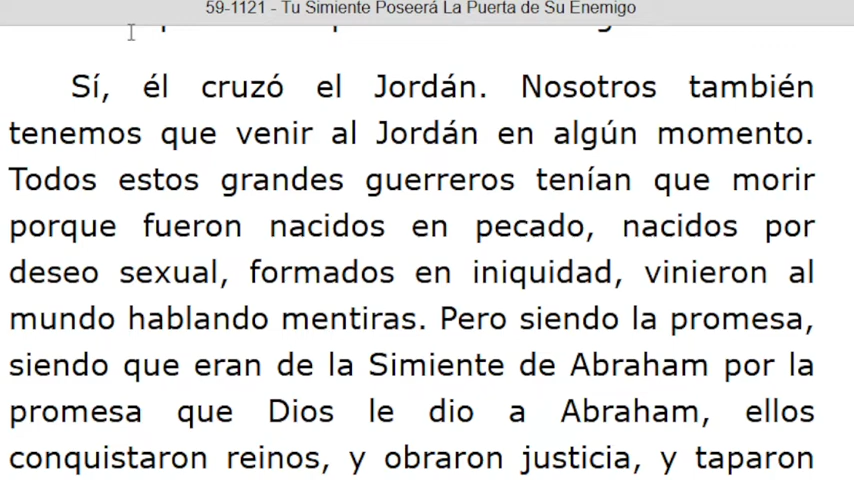 59-1121 - Tu Simiente Poseerá La Puerta de Su Enemigo
Sí, él cruzó el Jordán. Nosotros también
tenemos que venir al Jordán en algún momento.
Todos estos grandes guerreros tenían que morir
porque fueron nacidos en pecado, nacidos por
deseo sexual, formados en iniquidad, vinieron al
mundo hablando mentiras. Pero siendo la promesa,
siendo que eran de la Simiente de Abraham por la
promesa que Dios le dio a Abraham, ellos
conquistaron reinos, y obraron justicia, y taparon